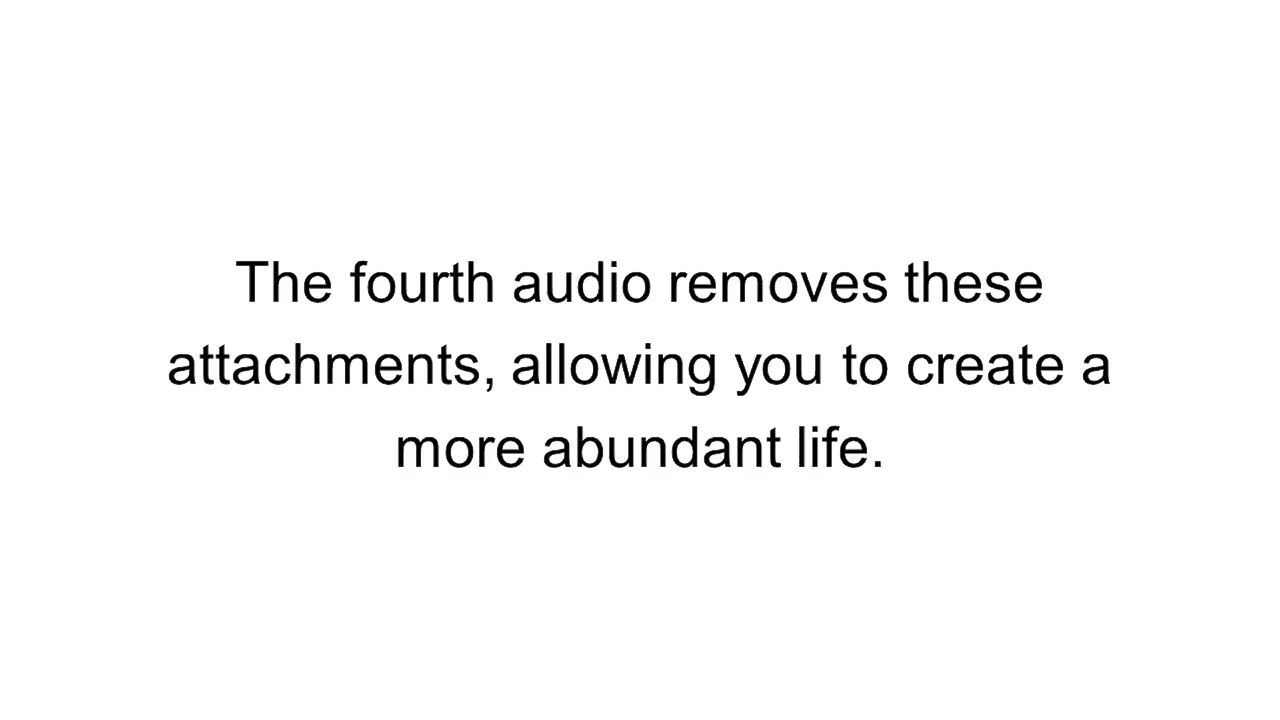 The fourth audio removes these
attachments, allowing you to create a
more abundant life.